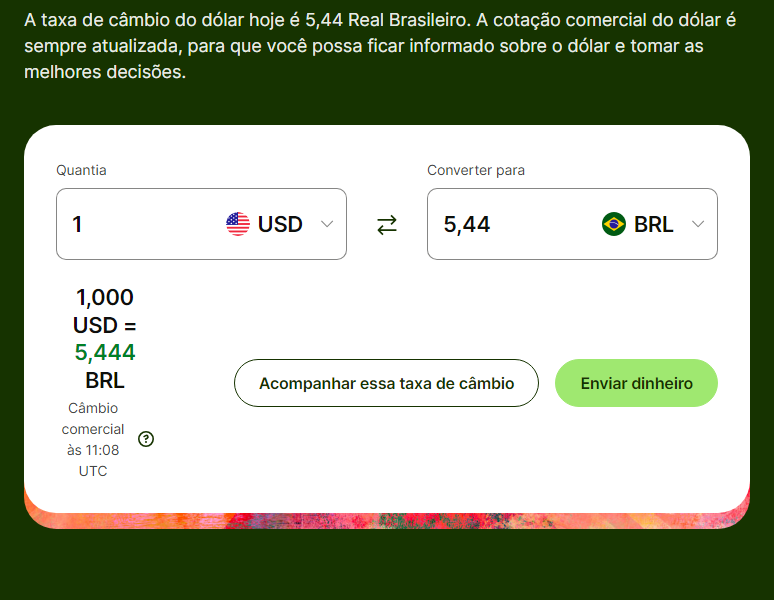 A taxa de câmbio do dólar hoje é 5,44 Real Brasileiro. A cotação comercial do dólar é
sempre atualizada, para que você possa ficar informado sobre o dólar e tomar as
melhores decisões.
Quantia
1 USD
Converter para
5,44 BRL
1,000
USD =
5,444
BRL
Câmbio
comercial
às 11:08
UTC
?
Acompanhar essa taxa de câmbio
Enviar dinheiro